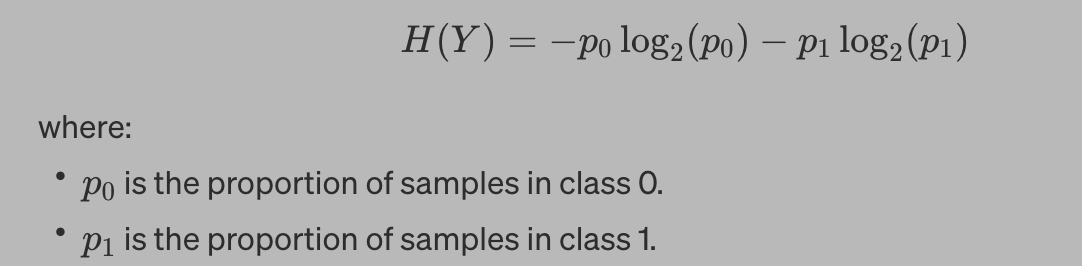 H(Y) = −p₀ log₂(p₀) − p₁ log₂(p₁)
where:
• p₀ is the proportion of samples in class 0.
• p₁ is the proportion of samples in class 1.